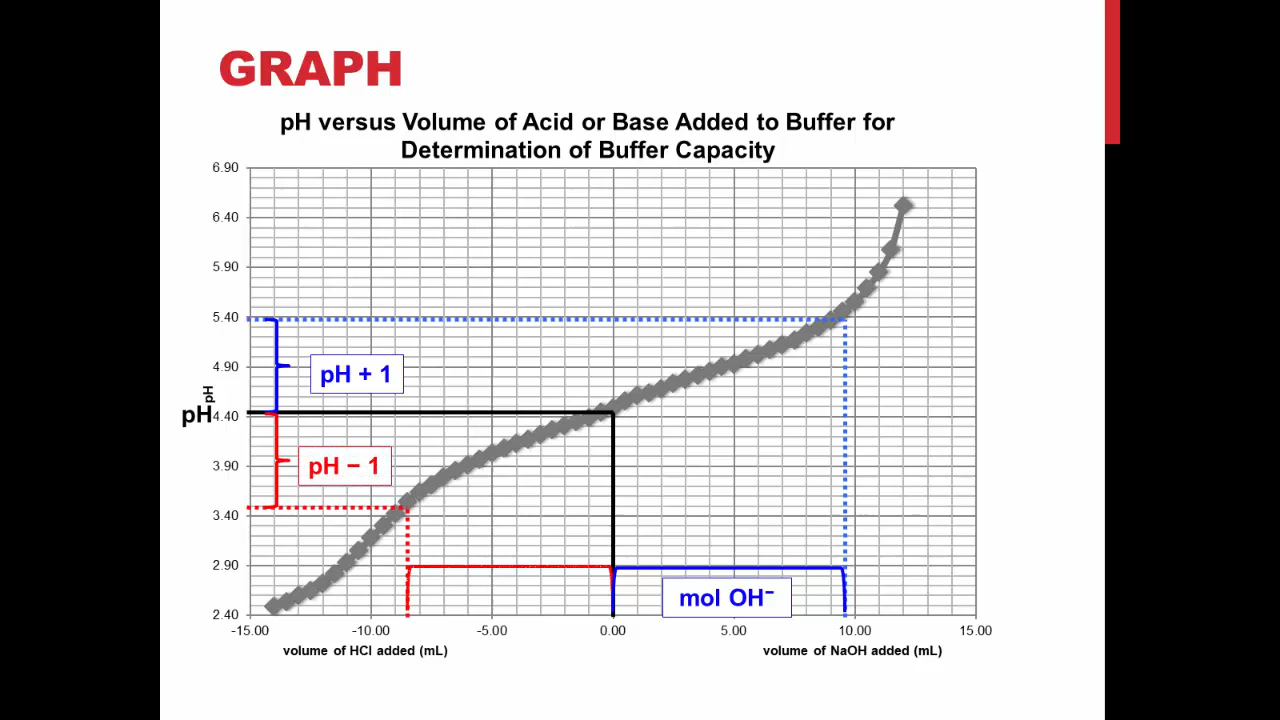 GRAPH
pH versus Volume of Acid or Base Added to Buffer for
Determination of Buffer Capacity
6.90
6.40
5.90
5.40
4.90
4.40
3.90
3.40
2.90
2.40
pH
pH
pH + 1
pH − 1
mol OH⁻
-15.00 -10.00 -5.00 0.00 5.00 10.00 15.00
volume of HCl added (mL) volume of NaOH added (mL)